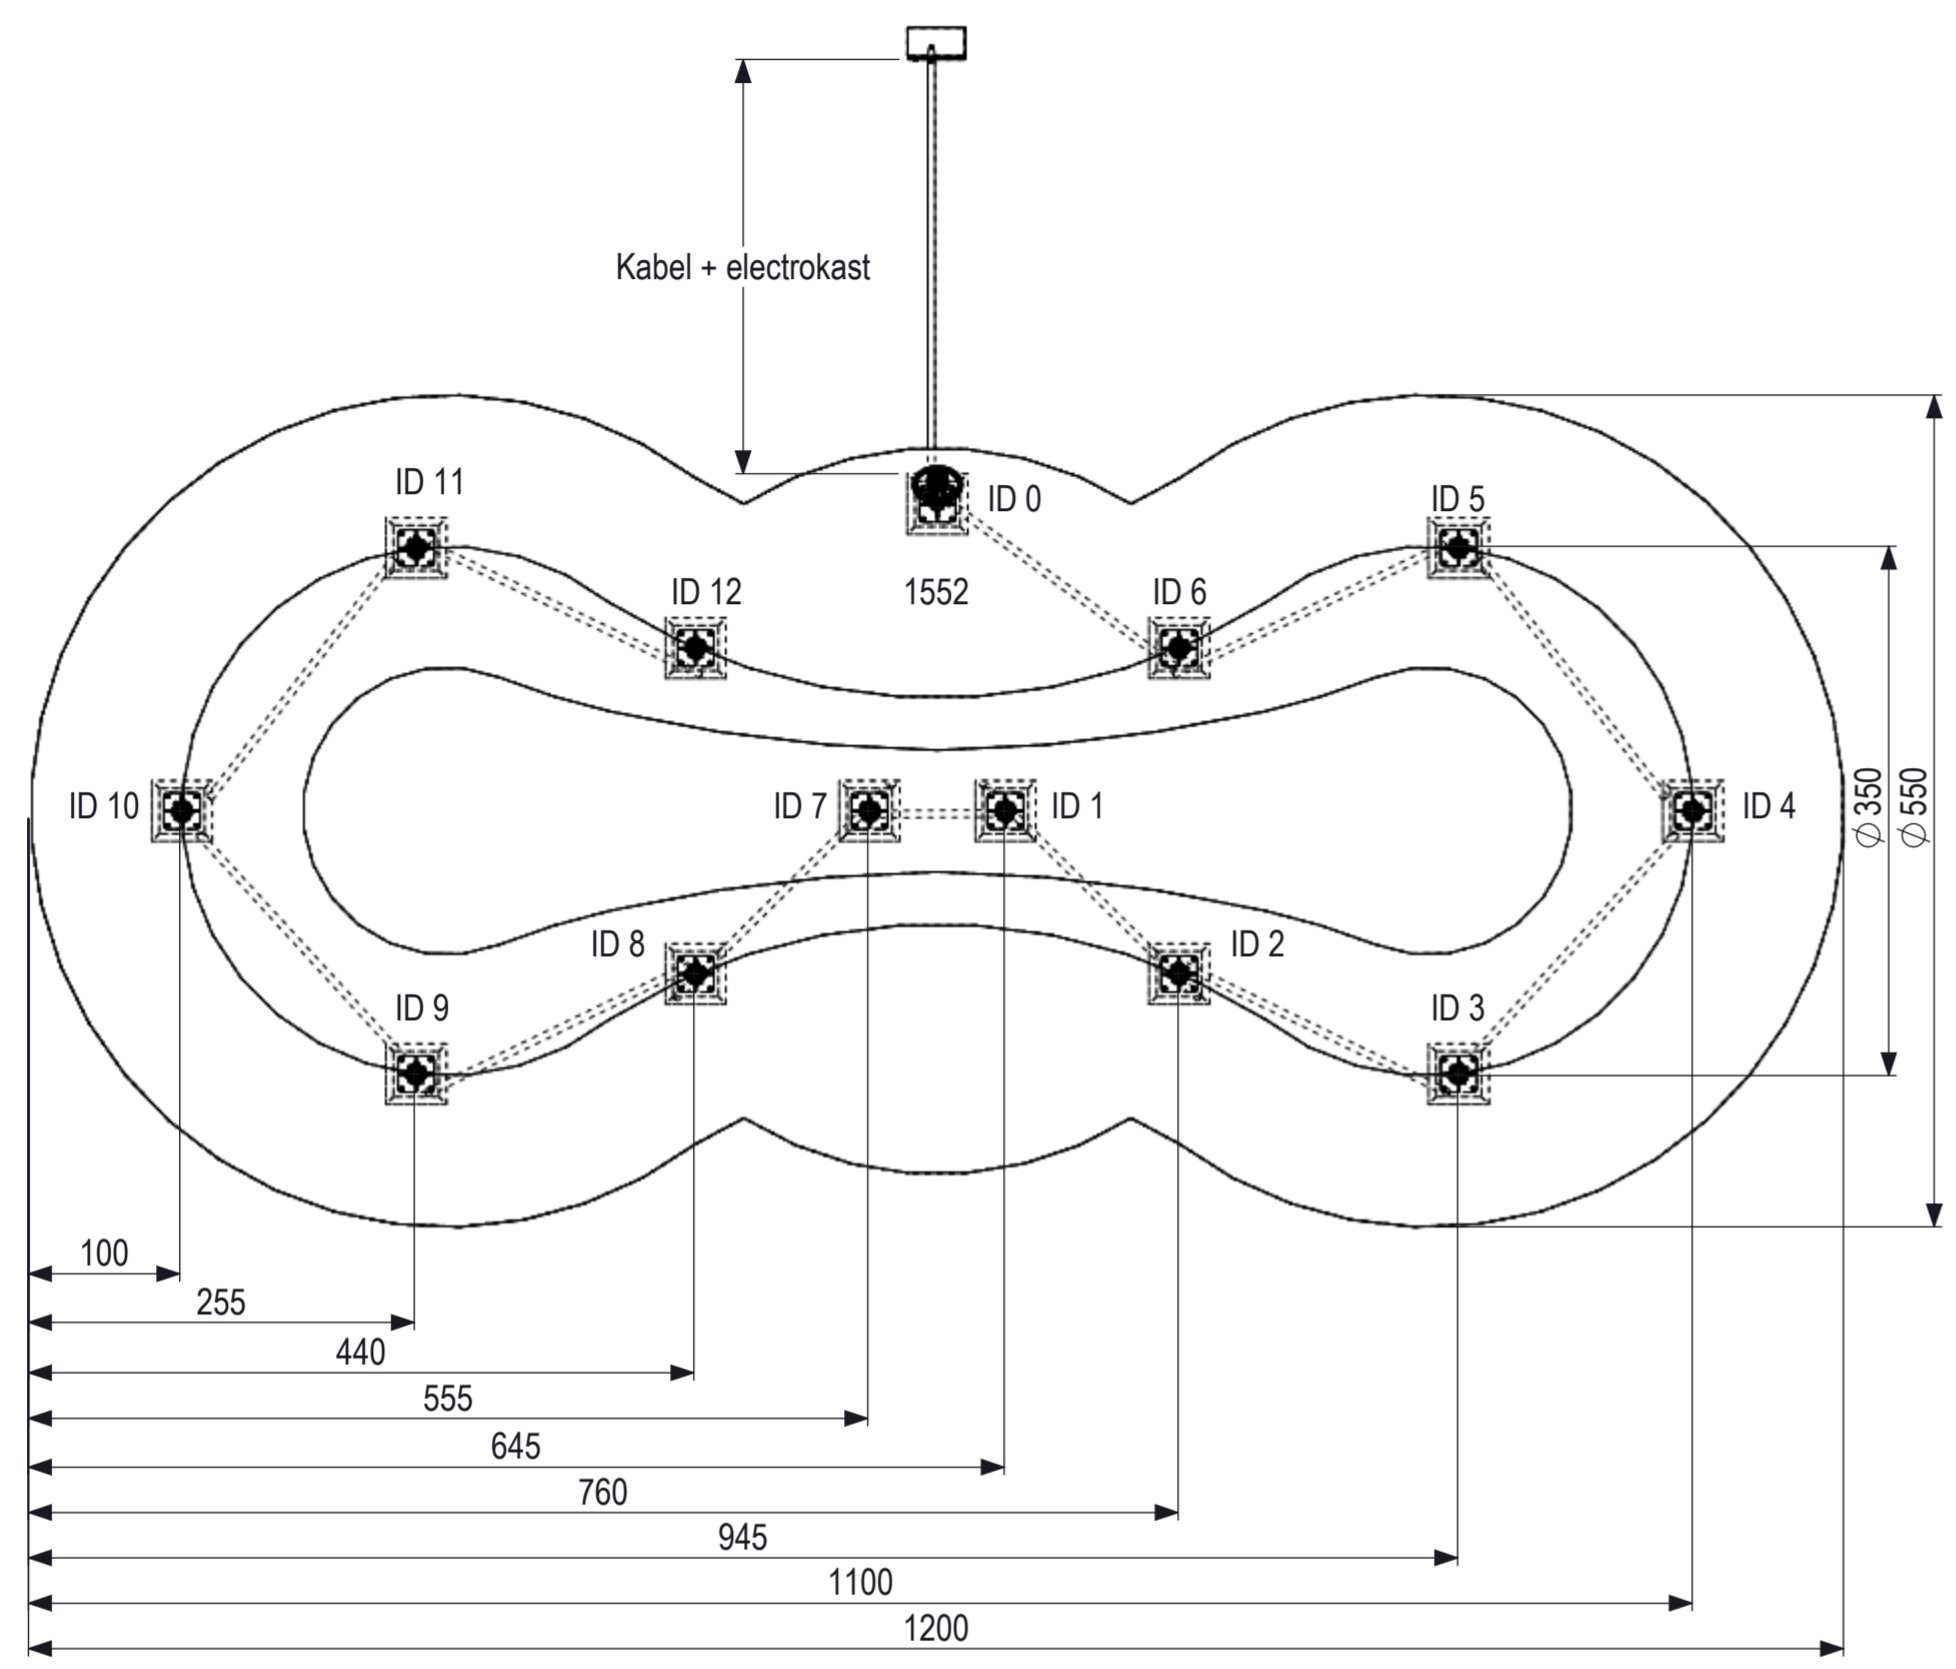 Kabel + electrokast
ID 11
ID 0
ID 5
ID 12
1552
ID 6
ID 10
ID 7
ID 1
ID 4
⌀350
⌀550
ID 8
ID 2
ID 9
ID 3
100
255
440
555
645
760
945
1100
1200